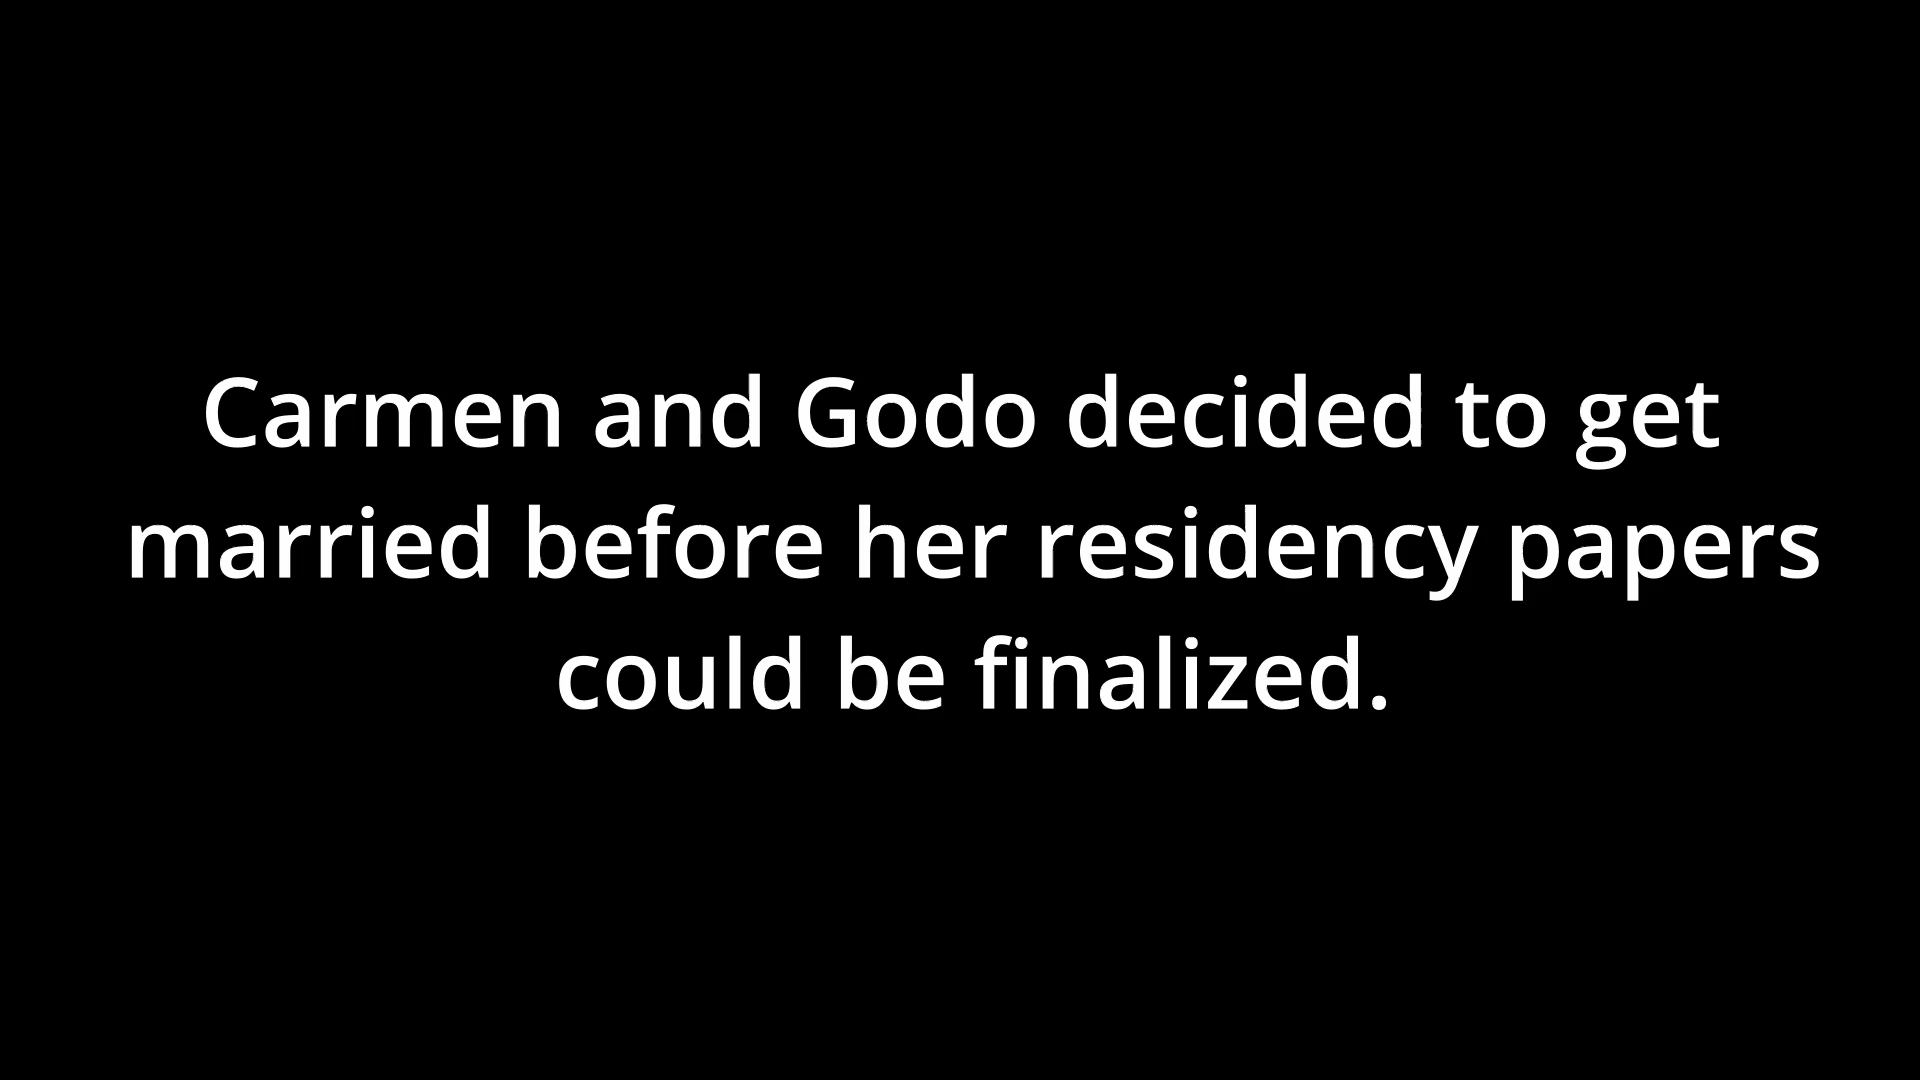 Carmen and Godo decided to get
married before her residency papers
could be finalized.